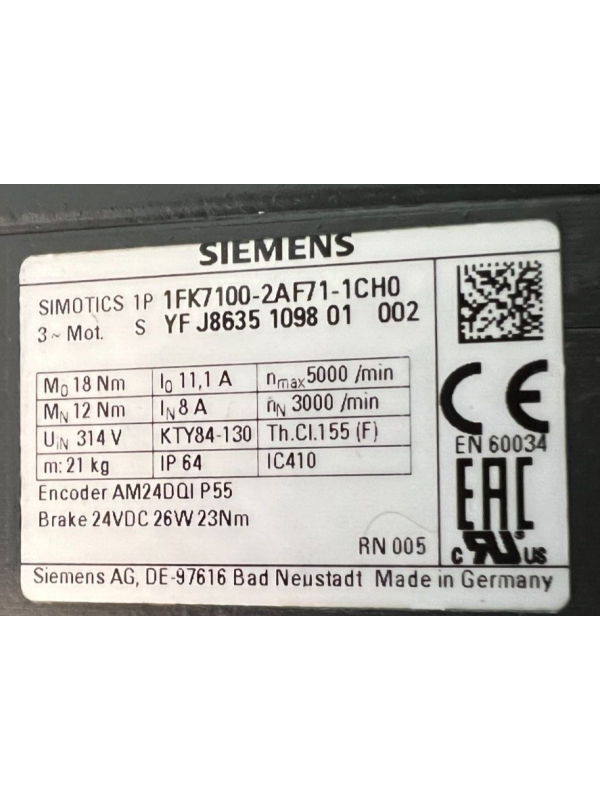 SIEMENS
SIMOTICS 1P 1FK7100-2AF71-1CH0
3 ~ Mot. S YF J8635 1098 01 002
M0 18 Nm I0 11,1 A nmax 5000 /min
MN 12 Nm IN 8 A nN 3000 /min
UiN 314 V KTY84-130 Th.Cl.155 (F)
m: 21 kg IP 64 IC410
Encoder AM24DQI P55
Brake 24VDC 26W 23Nm
RN 005
Siemens AG, DE-97616 Bad Neustadt Made in Germany
CE
EN 60034
EAC
c RU US